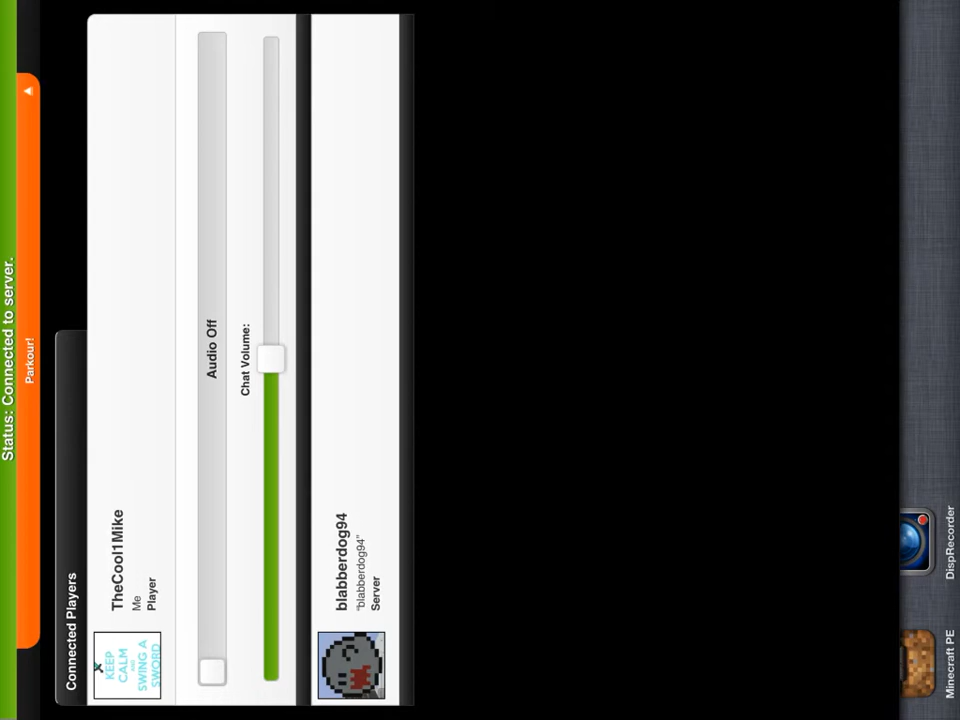 Status: Connected to server.
Parkour!
Connected Players
KEEP
CALM
AND
SWING A
SWORD
TheCool1Mike
Me
Player
Audio Off
Chat Volume:
blabberdog94
"blabberdog94"
Server
Minecraft PE
DispRecorder